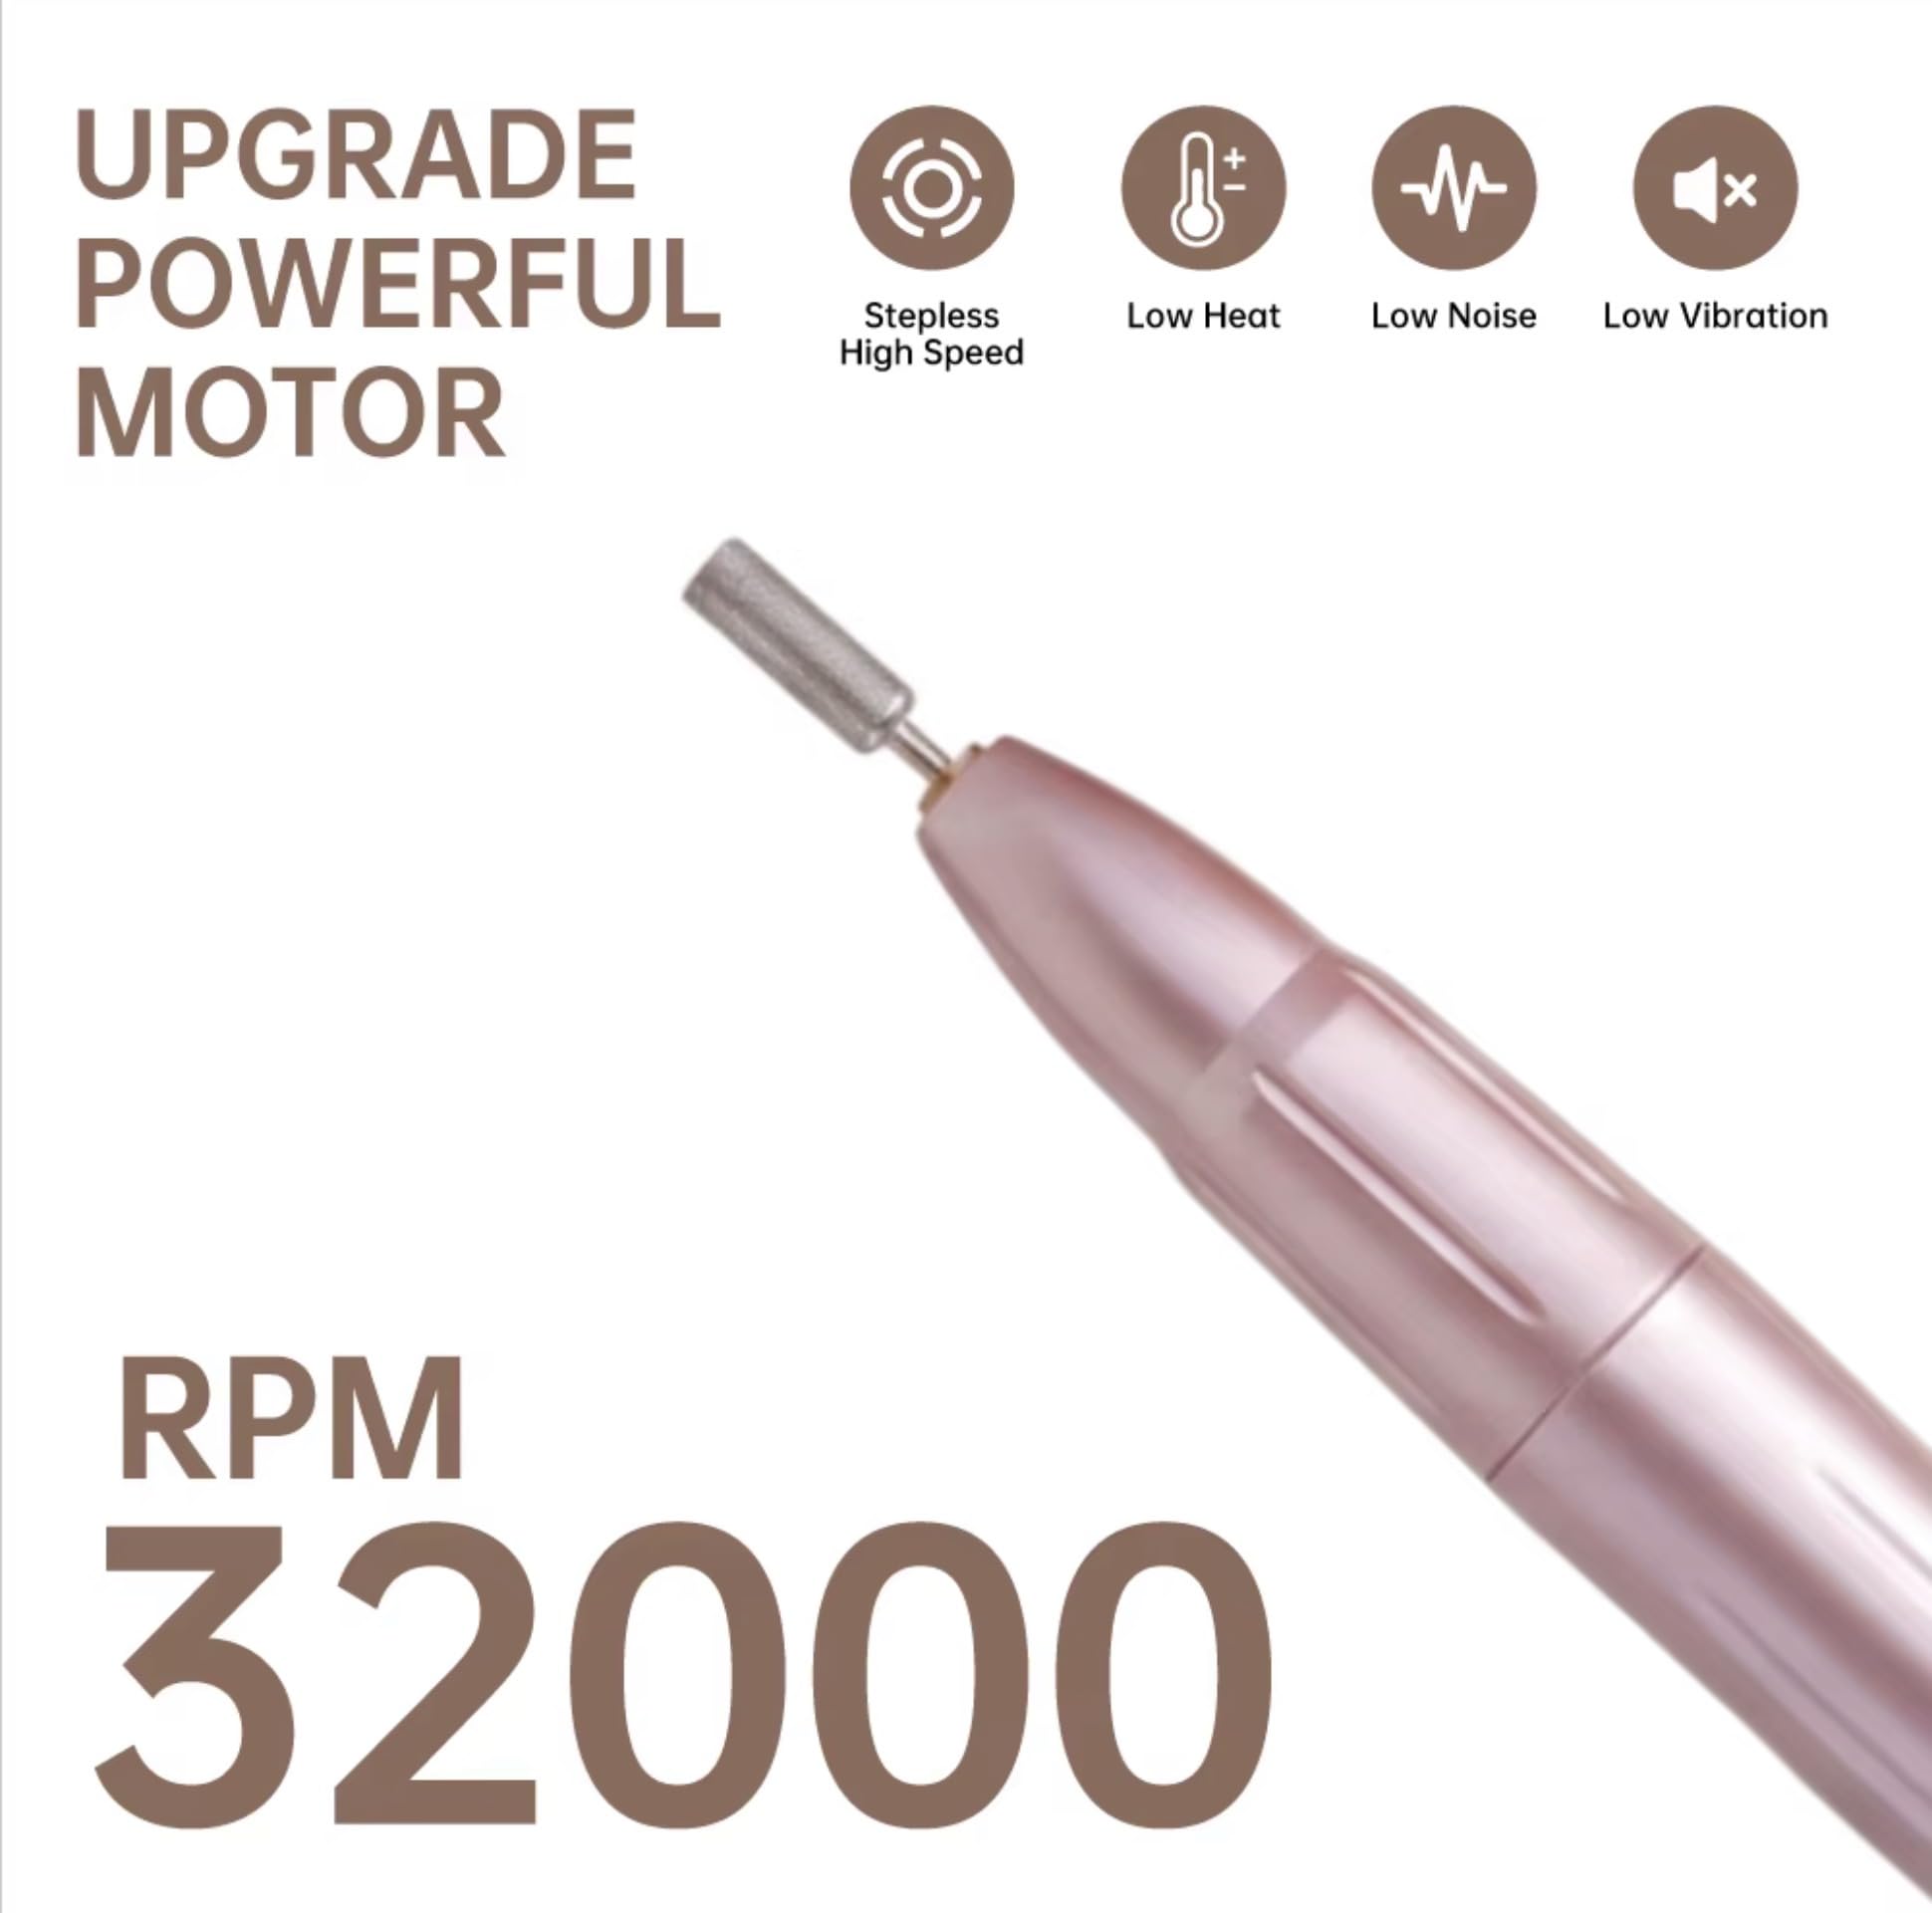 UPGRADE
POWERFUL
MOTOR
Stepless
High Speed
Low Heat
Low Noise
Low Vibration
RPM
32000